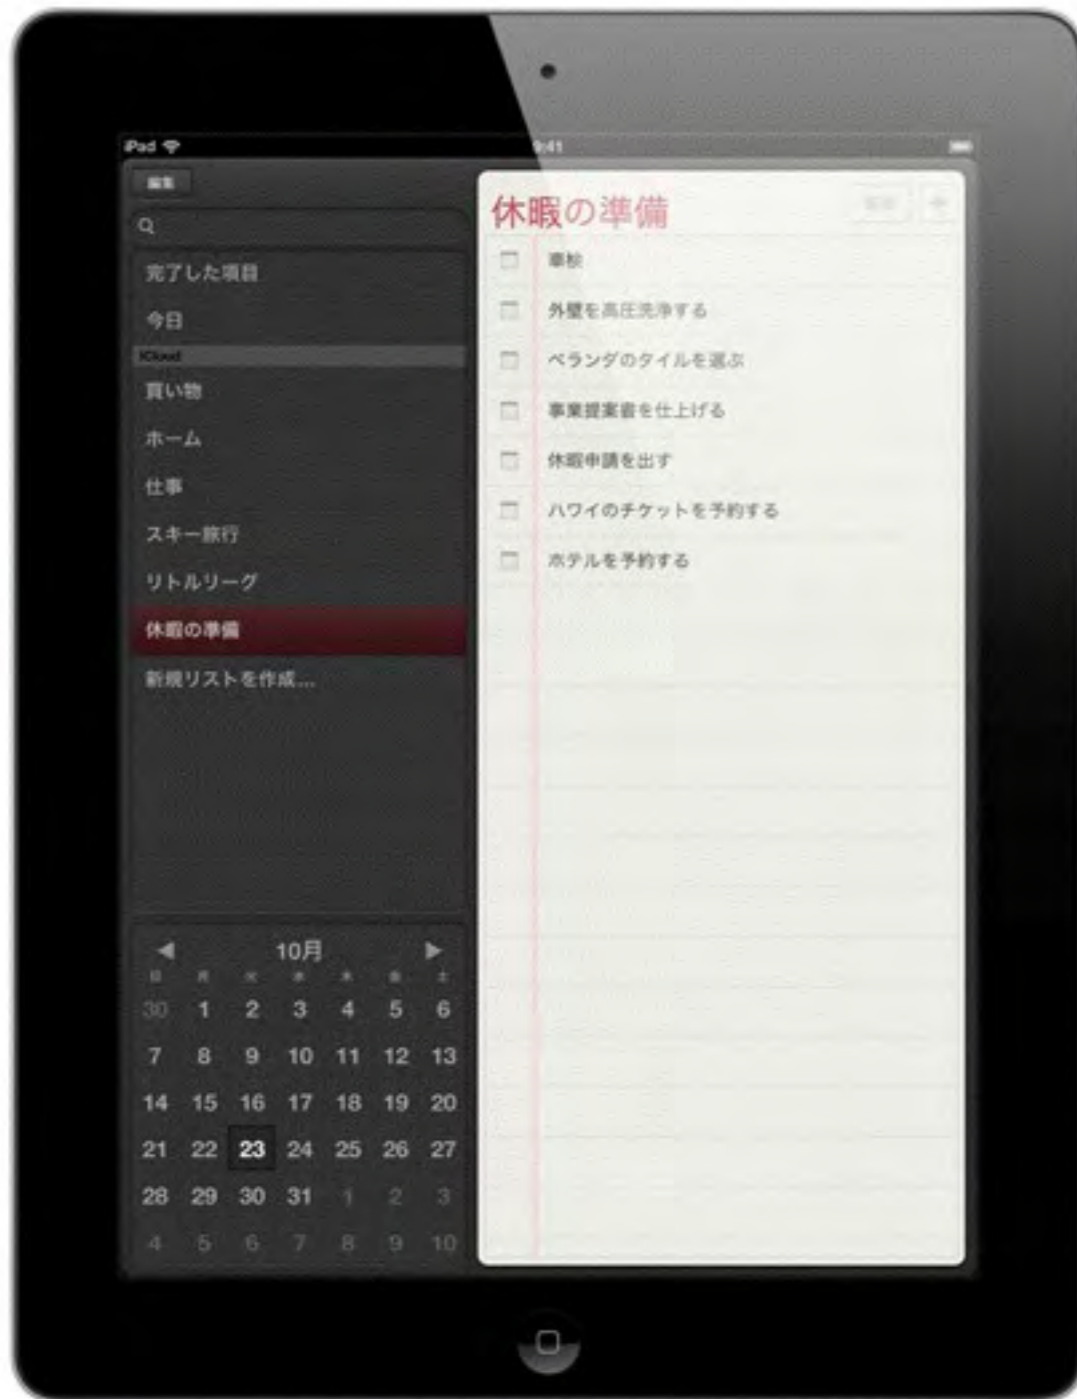 iPad
9:41
編集
完了した項目
今日
iCloud
買い物
ホーム
仕事
スキー旅行
リトルリーグ
休暇の準備
新規リストを作成...
10月
日 月 火 水 木 金 土
30 1 2 3 4 5 6
7 8 9 10 11 12 13
14 15 16 17 18 19 20
21 22 23 24 25 26 27
28 29 30 31 1 2 3
4 5 6 7 8 9 10
休暇の準備
車検
外壁を高圧洗浄する
ベランダのタイルを選ぶ
事業提案書を仕上げる
休暇申請を出す
ハワイのチケットを予約する
ホテルを予約する